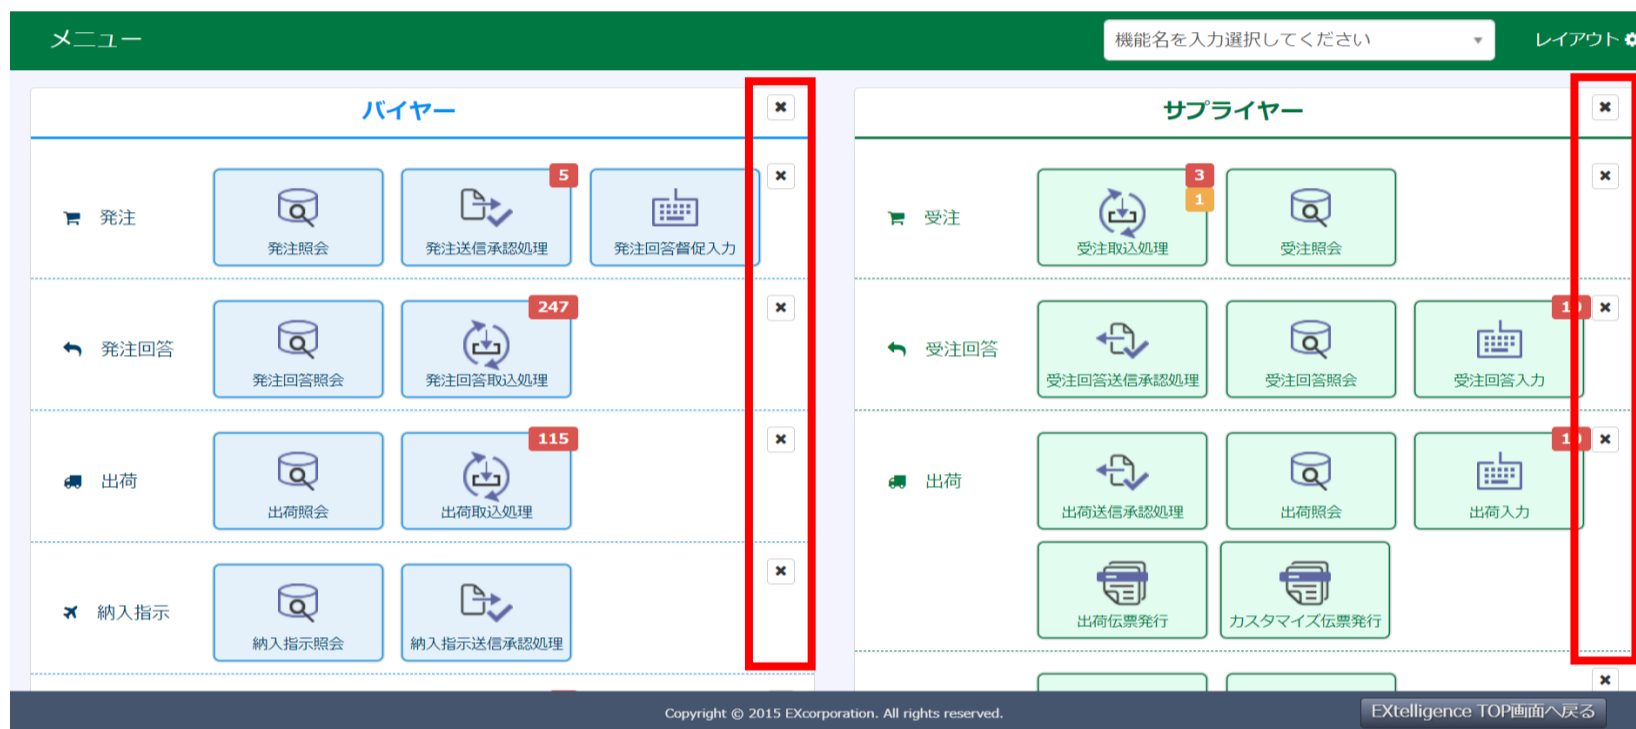 メニュー
機能名を入力選択してください
レイアウト
バイヤー
発注
発注照会
5
発注送信承認処理
発注回答督促入力
発注回答
発注回答照会
247
発注回答取込処理
出荷
出荷照会
115
出荷取込処理
納入指示
納入指示照会
納入指示送信承認処理
サプライヤー
受注
3
1
受注取込処理
受注照会
受注回答
受注回答送信承認処理
受注回答照会
受注回答入力
出荷
出荷送信承認処理
出荷照会
出荷入力
出荷伝票発行
カスタマイズ伝票発行
Copyright © 2015 EXcorporation. All rights reserved.
EXtelligence TOP画面へ戻る